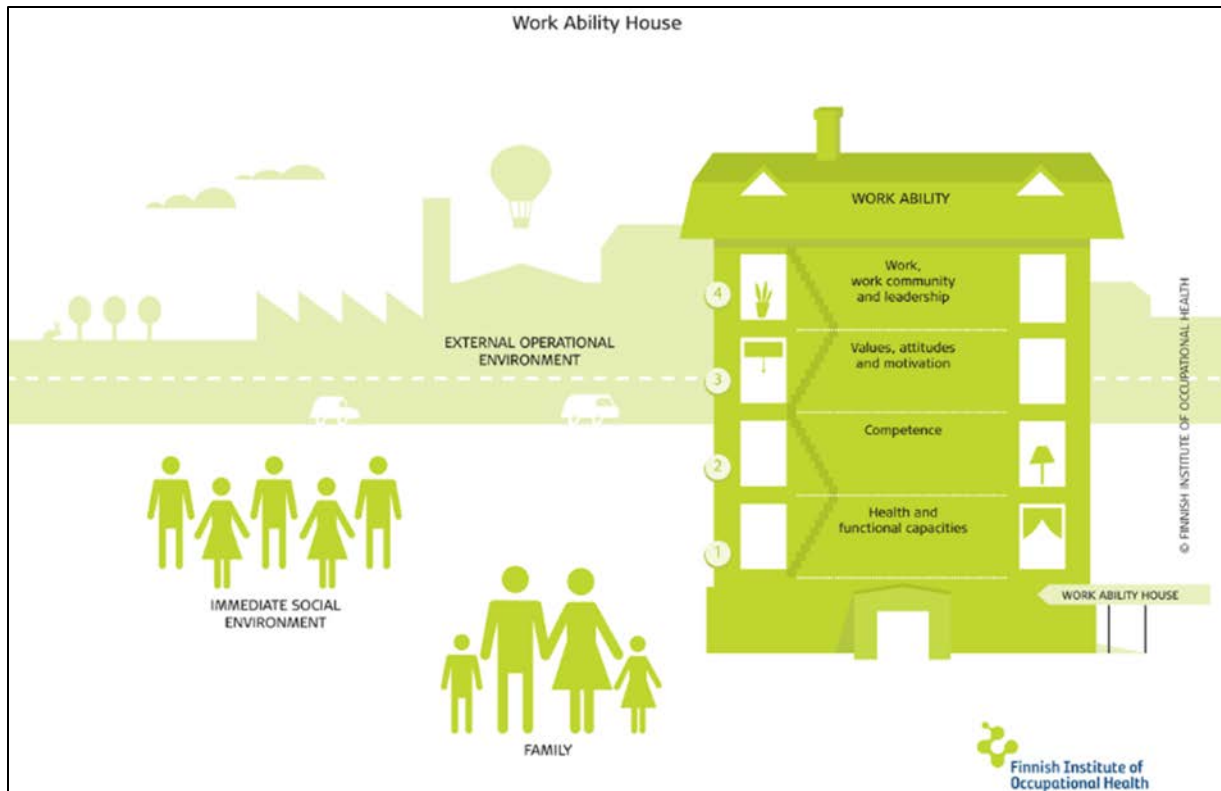 Work Ability House
WORK ABILITY
4
Work,
work community
and leadership
EXTERNAL OPERATIONAL
ENVIRONMENT
3
Values, attitudes
and motivation
2
Competence
1
Health and
functional capacities
WORK ABILITY HOUSE
IMMEDIATE SOCIAL
ENVIRONMENT
FAMILY
© FINNISH INSTITUTE OF OCCUPATIONAL HEALTH
Finnish Institute of
Occupational Health